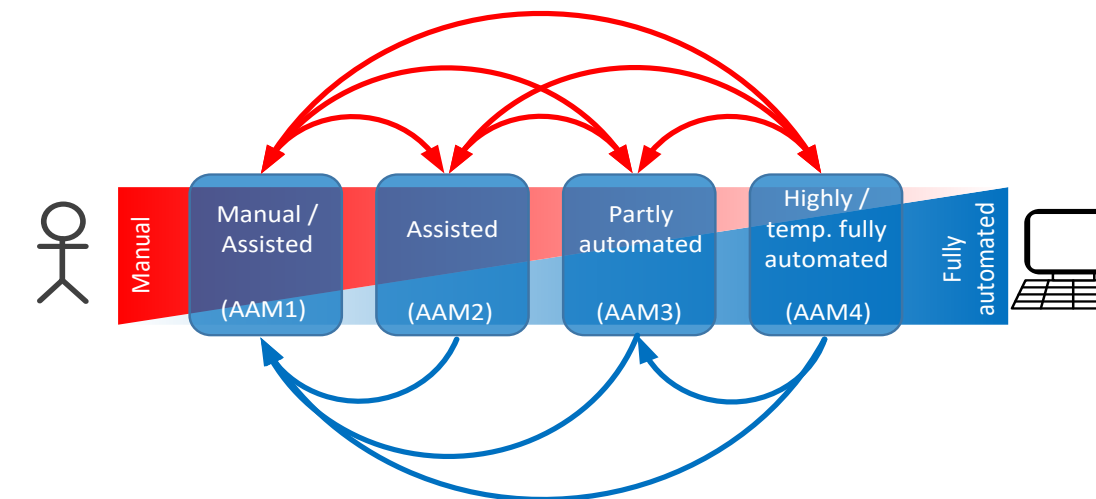 Manual
Manual /
Assisted
(AAM1)
Assisted
(AAM2)
Partly
automated
(AAM3)
Highly /
temp. fully
automated
(AAM4)
Fully
automated